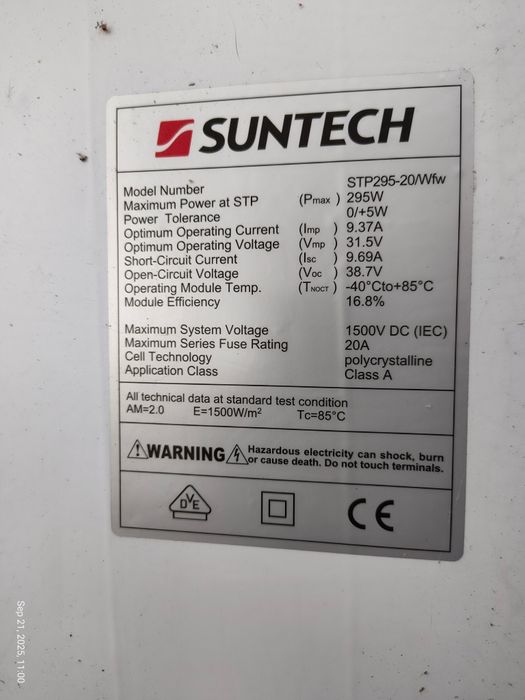 SUNTECH
Model Number STP295-20/Wfw
Maximum Power at STP (Pmax ) 295W
Power Tolerance 0/+5W
Optimum Operating Current (Imp ) 9.37A
Optimum Operating Voltage (Vmp ) 31.5V
Short-Circuit Current (Isc ) 9.69A
Open-Circuit Voltage (Voc ) 38.7V
Operating Module Temp. (TNOCT ) -40°Cto+85°C
Module Efficiency 16.8%
Maximum System Voltage 1500V DC (IEC)
Maximum Series Fuse Rating 20A
Cell Technology polycrystalline
Application Class Class A
All technical data at standard test condition
AM=2.0 E=1500W/m² Tc=85°C
WARNING Hazardous electricity can shock, burn
or cause death. Do not touch terminals.
DVE CE
Sep 21, 2025, 11:00